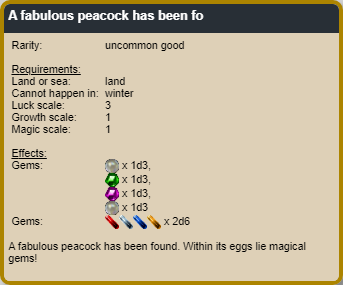 A fabulous peacock has been fo
Rarity: uncommon good
Requirements:
Land or sea: land
Cannot happen in: winter
Luck scale: 3
Growth scale: 1
Magic scale: 1
Effects:
Gems: x 1d3,
x 1d3,
x 1d3,
x 1d3
Gems: x 2d6
A fabulous peacock has been found. Within its eggs lie magical
gems!